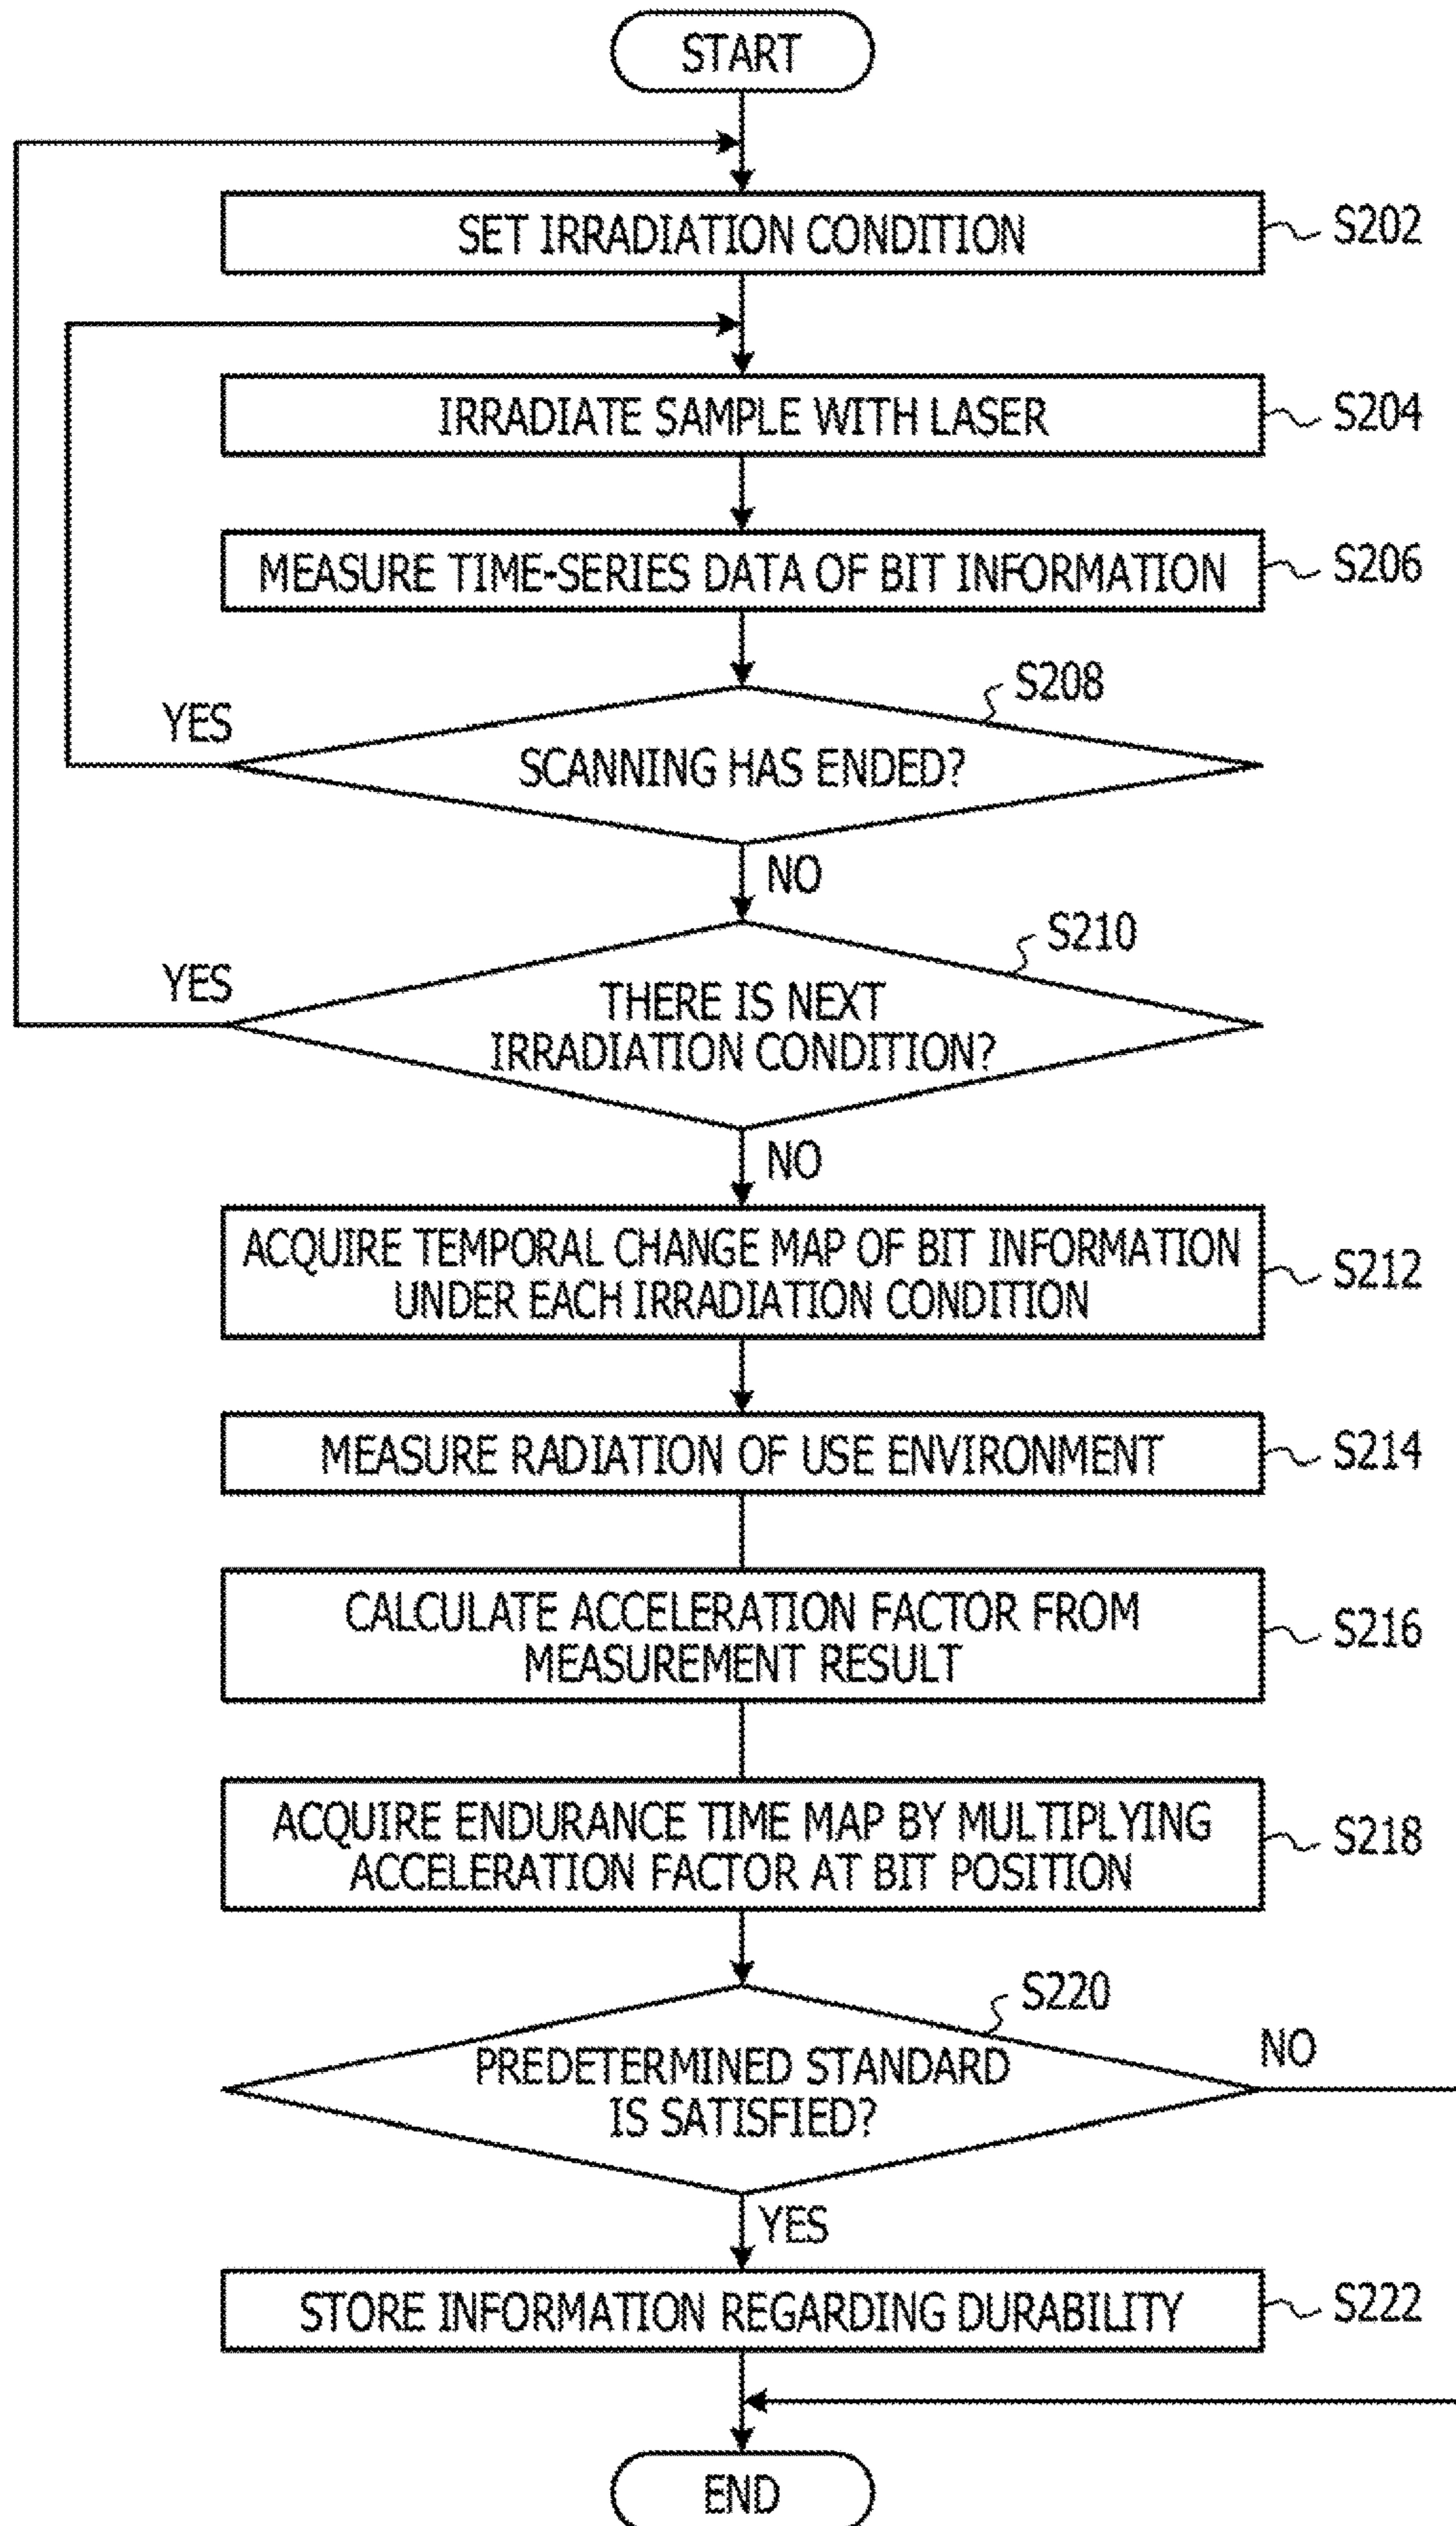 START
SET IRRADIATION CONDITION
S202
IRRADIATE SAMPLE WITH LASER
S204
MEASURE TIME-SERIES DATA OF BIT INFORMATION
S206
S208
YES
SCANNING HAS ENDED?
NO
S210
YES
THERE IS NEXT
IRRADIATION CONDITION?
NO
ACQUIRE TEMPORAL CHANGE MAP OF BIT INFORMATION
UNDER EACH IRRADIATION CONDITION
S212
MEASURE RADIATION OF USE ENVIRONMENT
S214
CALCULATE ACCELERATION FACTOR FROM
MEASUREMENT RESULT
S216
ACQUIRE ENDURANCE TIME MAP BY MULTIPLYING
ACCELERATION FACTOR AT BIT POSITION
S218
S220
NO
PREDETERMINED STANDARD
IS SATISFIED?
YES
STORE INFORMATION REGARDING DURABILITY
S222
END